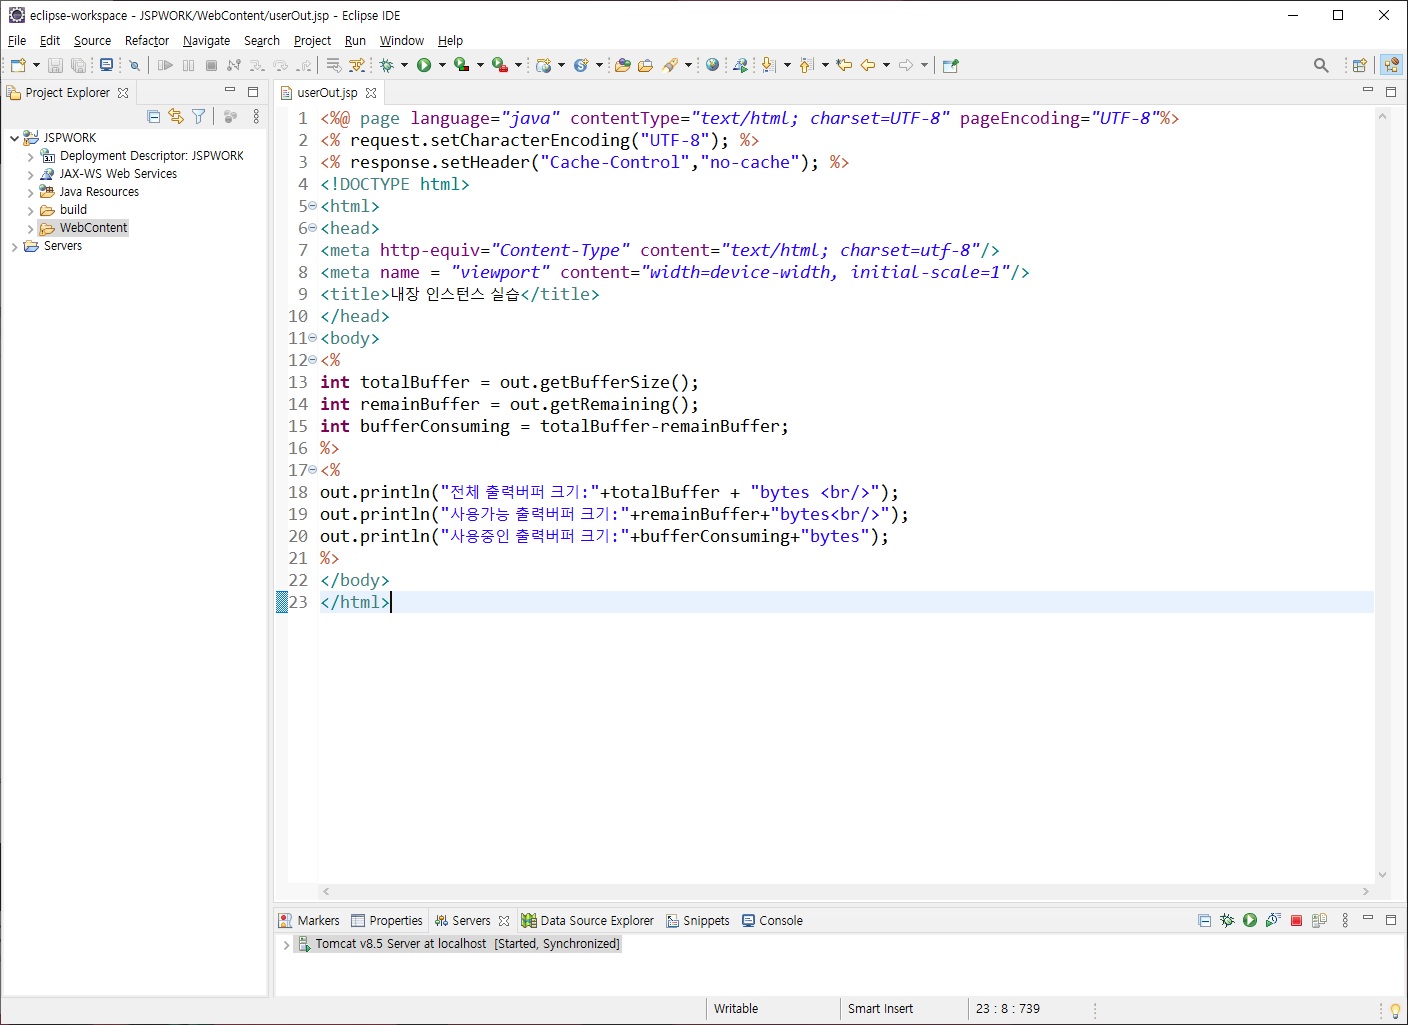 eclipse-workspace - JSPWORK/WebContent/userOut.jsp - Eclipse IDE
File Edit Source Refactor Navigate Search Project Run Window Help
Project Explorer
JSPWORK
Deployment Descriptor: JSPWORK
JAX-WS Web Services
Java Resources
build
WebContent
Servers
userOut.jsp
1 <%@ page language="java" contentType="text/html; charset=UTF-8" pageEncoding="UTF-8"%>
2 <% request.setCharacterEncoding("UTF-8"); %>
3 <% response.setHeader("Cache-Control","no-cache"); %>
4 <!DOCTYPE html>
5 <html>
6 <head>
7 <meta http-equiv="Content-Type" content="text/html; charset=utf-8"/>
8 <meta name = "viewport" content="width=device-width, initial-scale=1"/>
9 <title>내장 인스턴스 실습</title>
10 </head>
11 <body>
12 <%
13 int totalBuffer = out.getBufferSize();
14 int remainBuffer = out.getRemaining();
15 int bufferConsuming = totalBuffer-remainBuffer;
16 %>
17 <%
18 out.println("전체 출력버퍼 크기:"+totalBuffer + "bytes <br/>");
19 out.println("사용가능 출력버퍼 크기:"+remainBuffer+"bytes<br/>");
20 out.println("사용중인 출력버퍼 크기:"+bufferConsuming+"bytes");
21 %>
22 </body>
23 </html>
Markers Properties Servers Data Source Explorer Snippets Console
Tomcat v8.5 Server at localhost [Started, Synchronized]
Writable Smart Insert 23 : 8 : 739